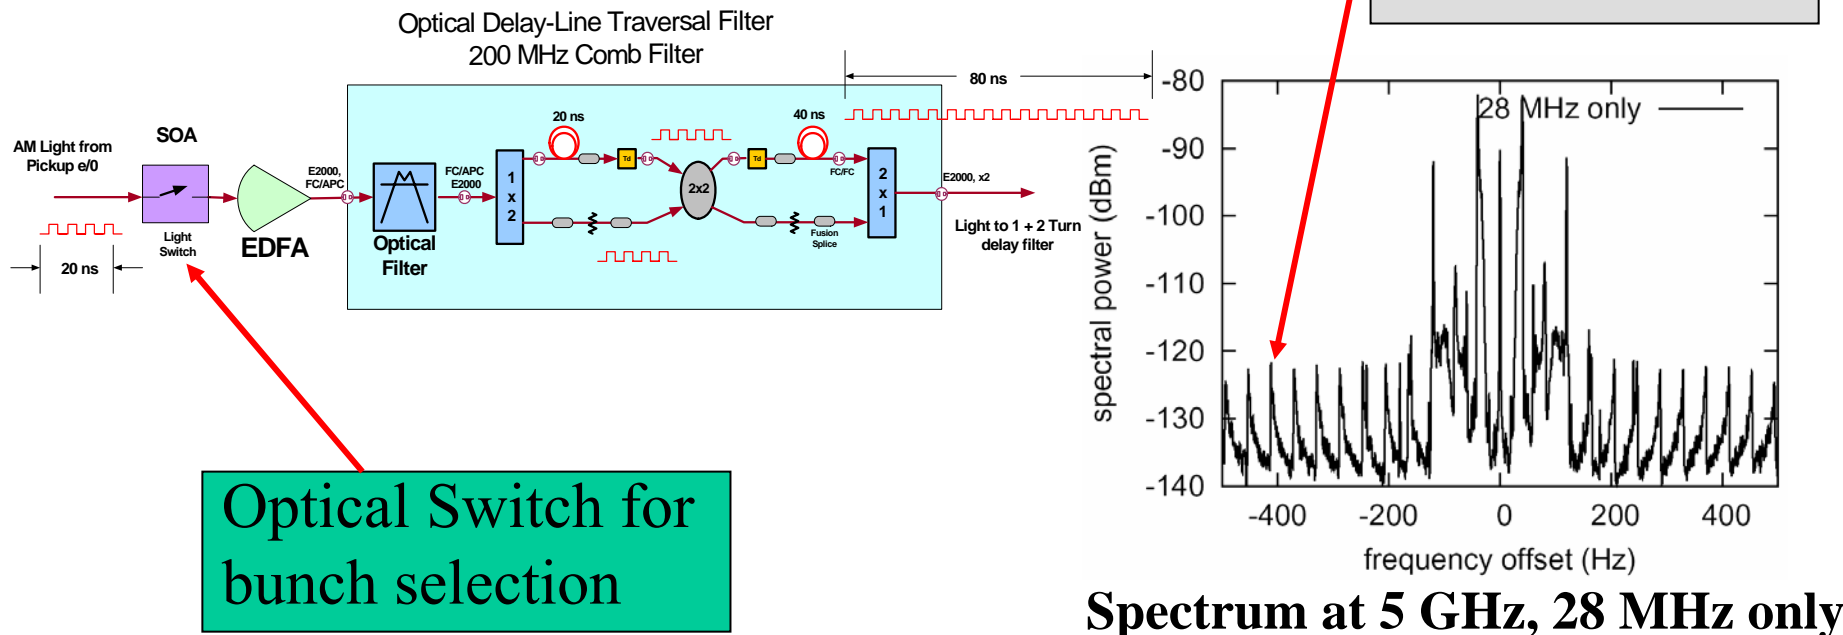 Optical Delay-Line Traversal Filter
200 MHz Comb Filter
80 ns
AM Light from
Pickup e/0
SOA
Light
Switch
20 ns
EDFA
E2000,
FC/APC
Optical
Filter
FC/APC
E2000
1
x
2
20 ns
Td
2x2
Td
40 ns
FC/FC
Fusion
Splice
2
x
1
E2000, x2
Light to 1 + 2 Turn
delay filter
Optical Switch for
bunch selection
28 MHz only
spectral power (dBm)
-80
-90
-100
-110
-120
-130
-140
-400
-200
0
200
400
frequency offset (Hz)
Spectrum at 5 GHz, 28 MHz only